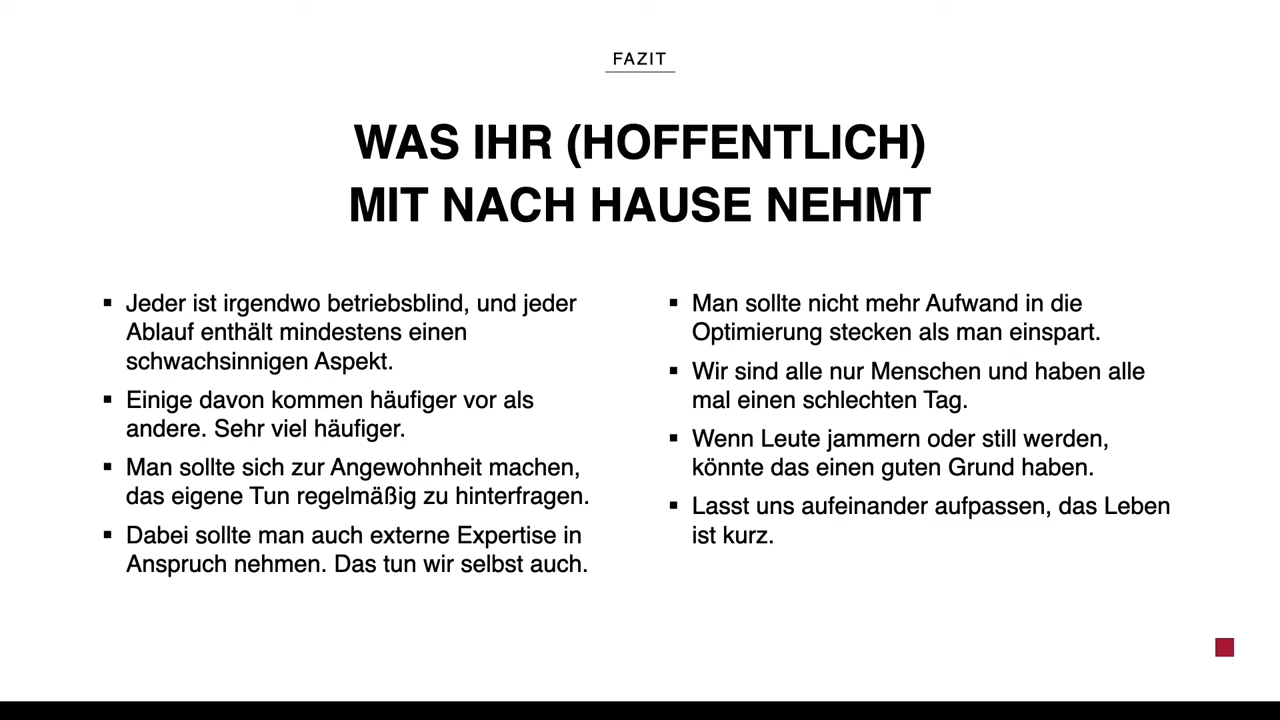 FAZIT
WAS IHR (HOFFENTLICH)
MIT NACH HAUSE NEHMT
▪ Jeder ist irgendwo betriebsblind, und jeder
Ablauf enthält mindestens einen
schwachsinnigen Aspekt.
▪ Einige davon kommen häufiger vor als
andere. Sehr viel häufiger.
▪ Man sollte sich zur Angewohnheit machen,
das eigene Tun regelmäßig zu hinterfragen.
▪ Dabei sollte man auch externe Expertise in
Anspruch nehmen. Das tun wir selbst auch.
▪ Man sollte nicht mehr Aufwand in die
Optimierung stecken als man einspart.
▪ Wir sind alle nur Menschen und haben alle
mal einen schlechten Tag.
▪ Wenn Leute jammern oder still werden,
könnte das einen guten Grund haben.
▪ Lasst uns aufeinander aufpassen, das Leben
ist kurz.